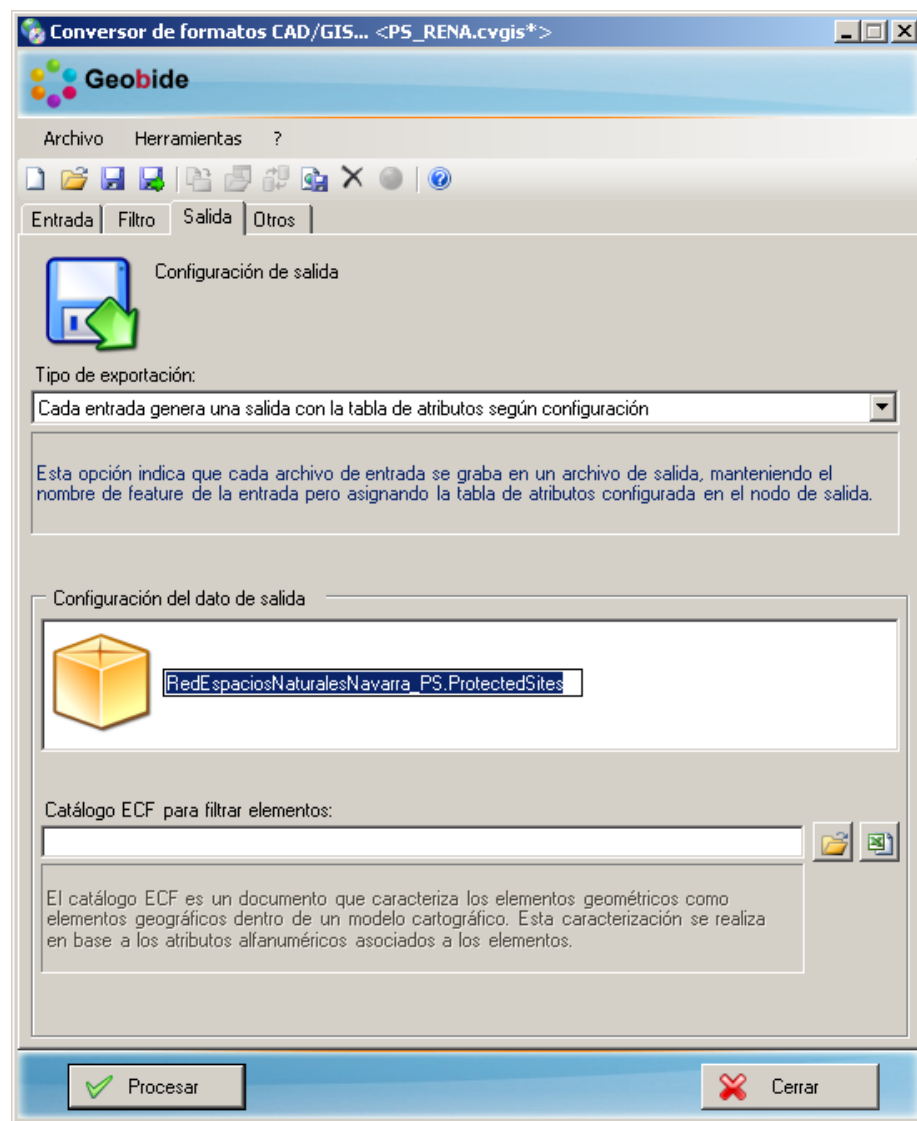 Conversor de formatos CAD/GIS... <PS_RENA.cvgis*>
Geobide
Archivo Herramientas ?
Entrada Filtro Salida Otros
Configuración de salida
Tipo de exportación:
Cada entrada genera una salida con la tabla de atributos según configuración
Esta opción indica que cada archivo de entrada se graba en un archivo de salida, manteniendo el
nombre de feature de la entrada pero asignando la tabla de atributos configurada en el nodo de salida.
Configuración del dato de salida
RedEspaciosNaturalesNavarra_PS.ProtectedSites
Catálogo ECF para filtrar elementos:
El catálogo ECF es un documento que caracteriza los elementos geométricos como
elementos geográficos dentro de un modelo cartográfico. Esta caracterización se realiza
en base a los atributos alfanuméricos asociados a los elementos.
Procesar Cerrar